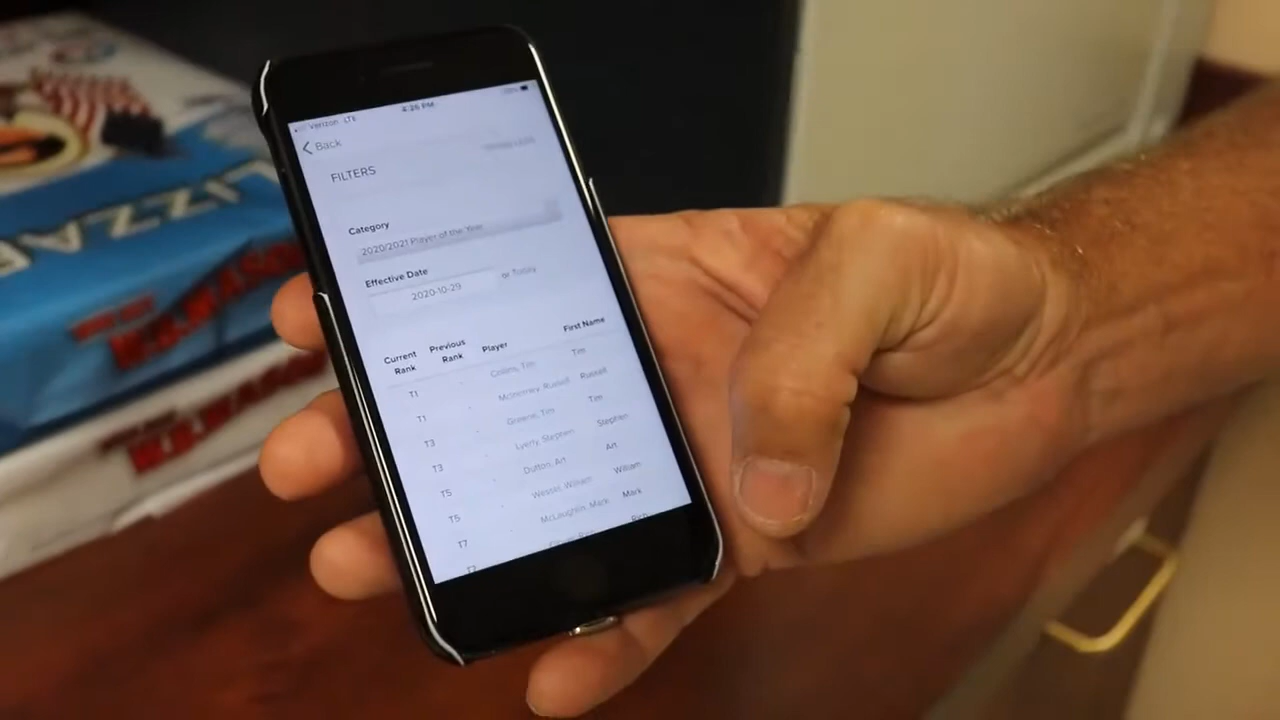 Verizon LTE 4:26 PM
Back
FILTERS
Category
2020/2021 Player of the Year
Effective Date
2020-10-29 or Today
Current Rank Previous Rank Player First Name
T1 Collins, Tim Tim
T1 Russell Russell
T3 Greene, Tim Tim
T3 Lyerly, Stephen Stephen
T5 Dutton, Art Art
T5 William William
T7 McLaughlin, Mark Mark
T7